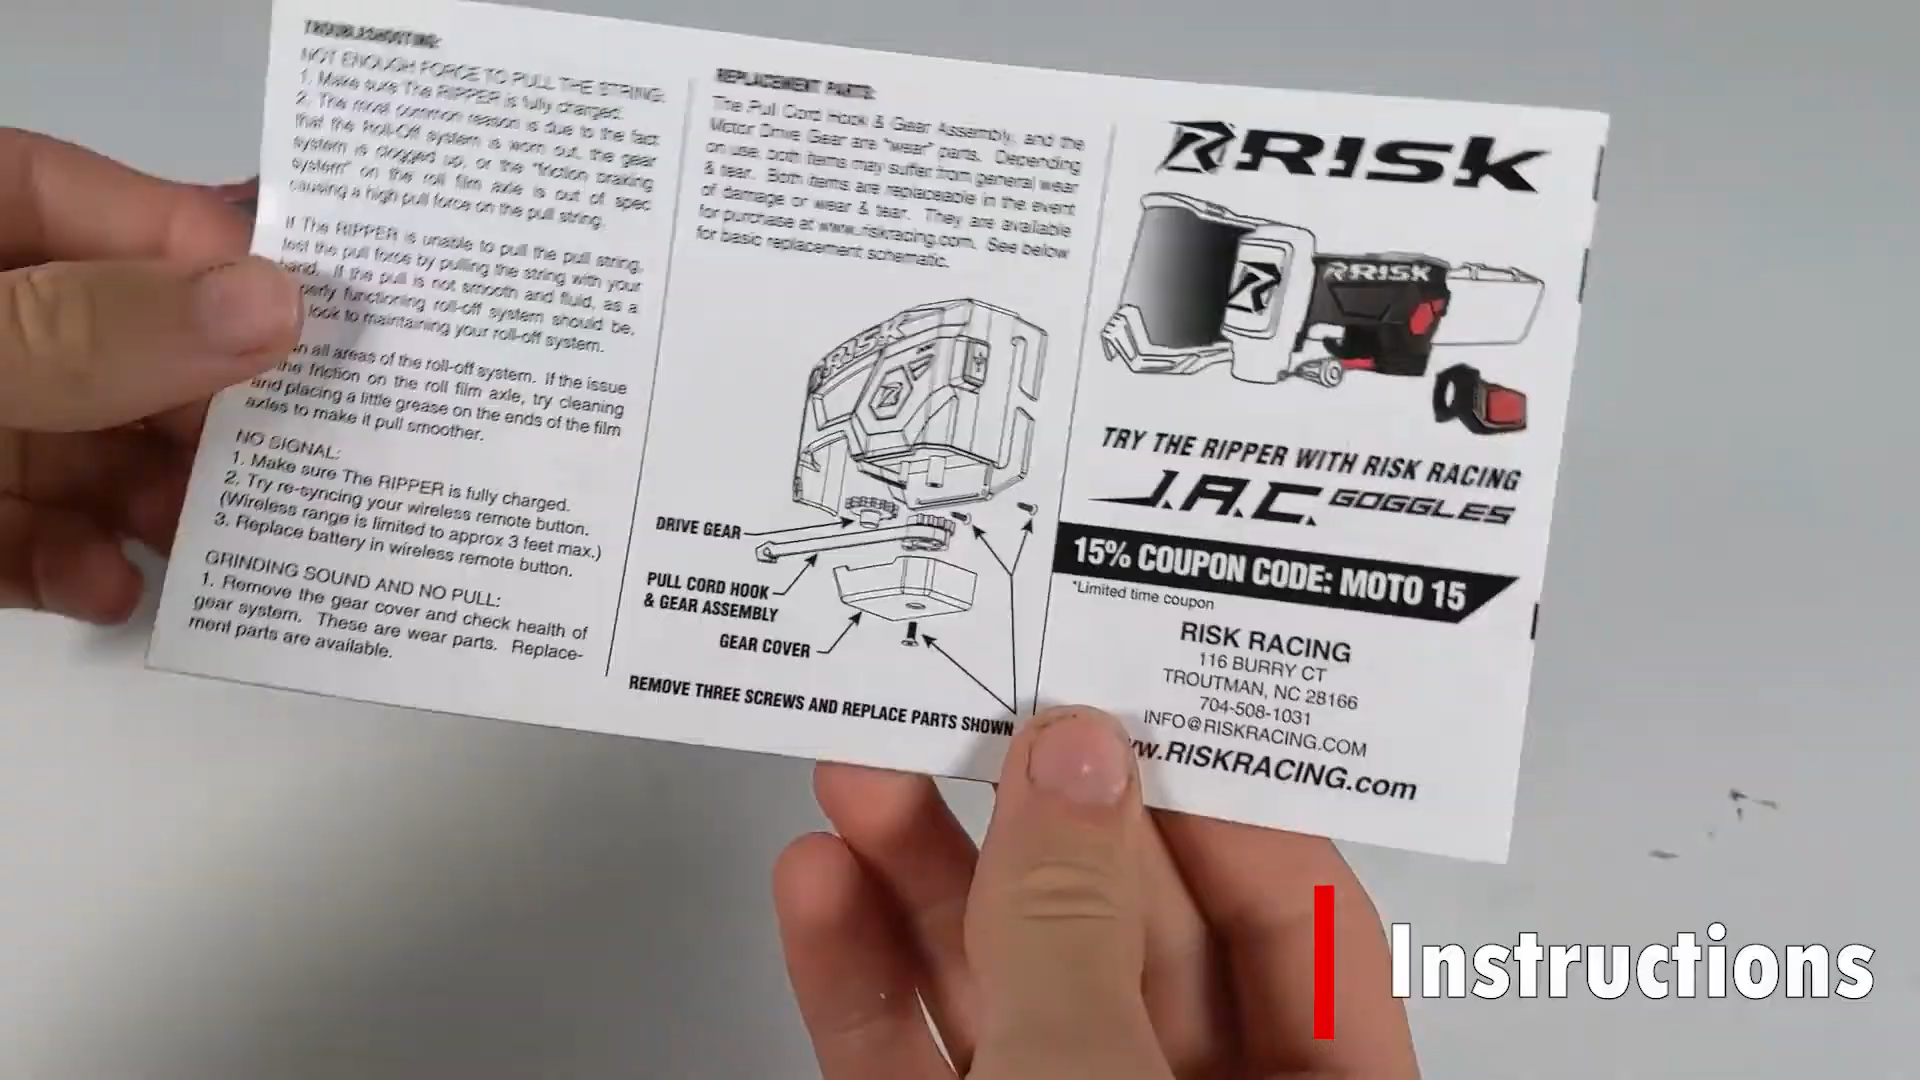 TROUBLESHOOTING:
NOT ENOUGH FORCE TO PULL THE STRING:
1. Make sure The RIPPER is fully charged.
2. The most common reason is due to the fact
that the Roll-Off system is worn out, the gear
system is clogged up, or the "friction braking
system" on the roll film axle is out of spec
causing a high pull force on the pull string.
If The RIPPER is unable to pull the pull string,
test the pull force by pulling the string with your
hand. If the pull is not smooth and fluid, as a
perly functioning roll-off system should be,
look to maintaining your roll-off system.
an all areas of the roll-off system. If the issue
the friction on the roll film axle, try cleaning
and placing a little grease on the ends of the film
axles to make it pull smoother.
NO SIGNAL:
1. Make sure The RIPPER is fully charged.
2. Try re-syncing your wireless remote button.
(Wireless range is limited to approx 3 feet max.)
3. Replace battery in wireless remote button.
GRINDING SOUND AND NO PULL:
1. Remove the gear cover and check health of
gear system. These are wear parts. Replace-
ment parts are available.
REPLACEMENT PARTS:
The Pull Cord Hook & Gear Assembly, and the
Motor Drive Gear are "wear" parts. Depending
on use, both items may suffer from general wear
& tear. Both items are replaceable in the event
of damage or wear & tear. They are available
for purchase at www.riskracing.com. See below
for basic replacement schematic.
RISK
DRIVE GEAR
PULL CORD HOOK
& GEAR ASSEMBLY
GEAR COVER
REMOVE THREE SCREWS AND REPLACE PARTS SHOWN
RISK
RISK
TRY THE RIPPER WITH RISK RACING
J.A.C. GOGGLES
15% COUPON CODE: MOTO 15
*Limited time coupon
RISK RACING
116 BURRY CT
TROUTMAN, NC 28166
704-508-1031
INFO@RISKRACING.COM
w.RISKRACING.com
Instructions